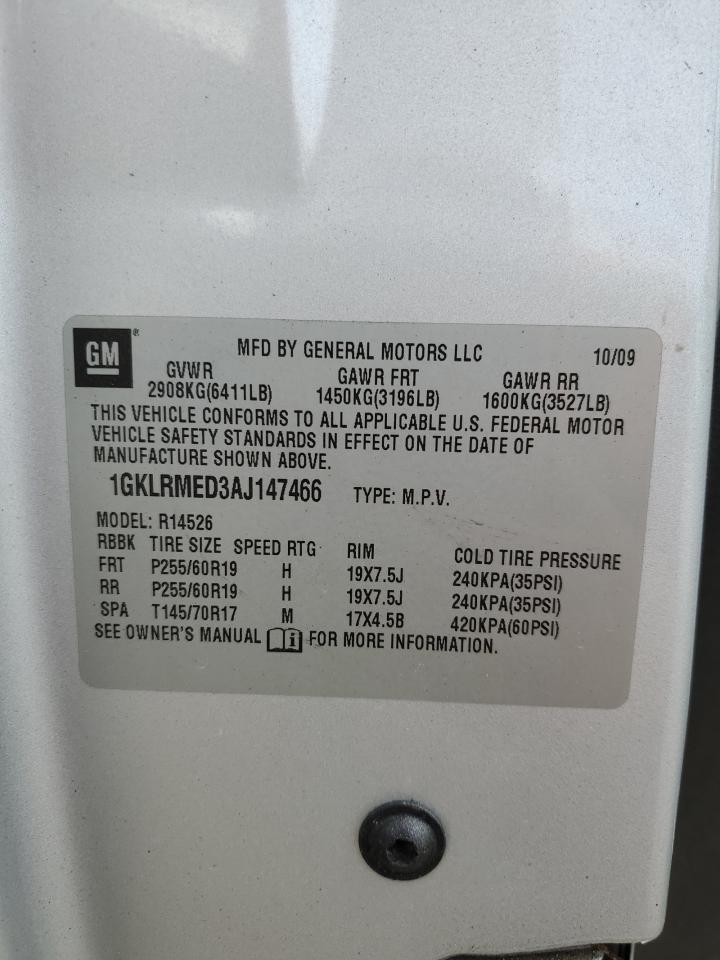 GM
MFD BY GENERAL MOTORS LLC 10/09
GVWR GAWR FRT GAWR RR
2908KG(6411LB) 1450KG(3196LB) 1600KG(3527LB)
THIS VEHICLE CONFORMS TO ALL APPLICABLE U.S. FEDERAL MOTOR
VEHICLE SAFETY STANDARDS IN EFFECT ON THE DATE OF
MANUFACTURE SHOWN ABOVE.
1GKLRMED3AJ147466 TYPE: M.P.V.
MODEL: R14526
RBBK TIRE SIZE SPEED RTG RIM COLD TIRE PRESSURE
FRT P255/60R19 H 19X7.5J 240KPA(35PSI)
RR P255/60R19 H 19X7.5J 240KPA(35PSI)
SPA T145/70R17 M 17X4.5B 420KPA(60PSI)
SEE OWNER'S MANUAL FOR MORE INFORMATION.